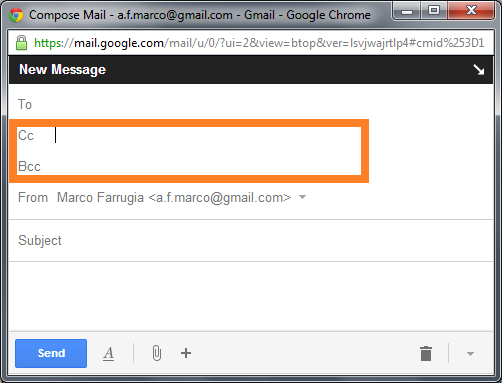 Compose Mail - a.f.marco@gmail.com - Gmail - Google Chrome
https://mail.google.com/mail/u/0/?ui=2&view=btop&ver=lsvjwajrtlp4#cmid%253D1
New Message
To
Cc
Bcc
From Marco Farrugia <a.f.marco@gmail.com>
Subject
Send A +